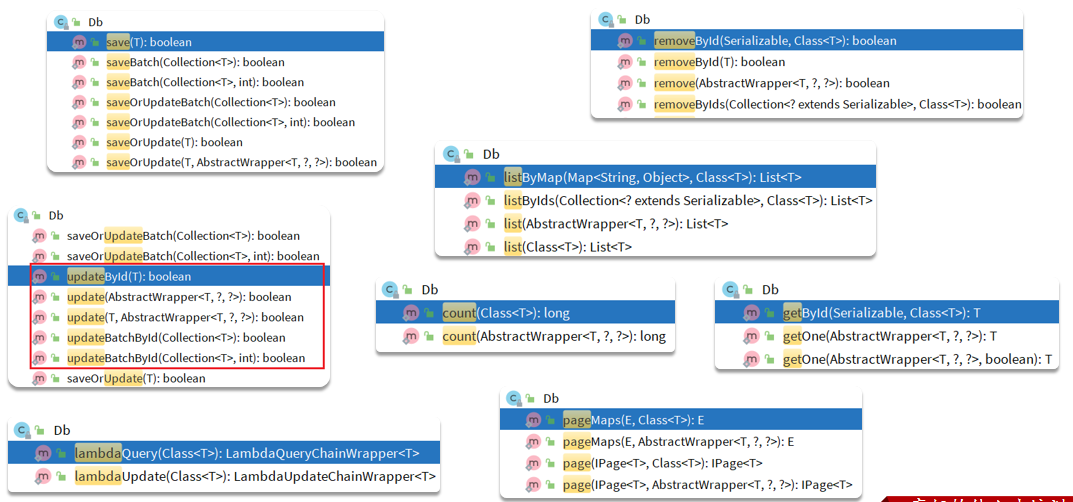 Db
save(T): boolean
saveBatch(Collection<T>): boolean
saveBatch(Collection<T>, int): boolean
saveOrUpdateBatch(Collection<T>): boolean
saveOrUpdateBatch(Collection<T>, int): boolean
saveOrUpdate(T): boolean
saveOrUpdate(T, AbstractWrapper<T, ?, ?>): boolean
Db
removeById(Serializable, Class<T>): boolean
removeById(T): boolean
remove(AbstractWrapper<T, ?, ?>): boolean
removeByIds(Collection<? extends Serializable>, Class<T>): boolean
Db
listByMap(Map<String, Object>, Class<T>): List<T>
listByIds(Collection<? extends Serializable>, Class<T>): List<T>
list(AbstractWrapper<T, ?, ?>): List<T>
list(Class<T>): List<T>
Db
saveOrUpdateBatch(Collection<T>): boolean
saveOrUpdateBatch(Collection<T>, int): boolean
updateById(T): boolean
update(AbstractWrapper<T, ?, ?>): boolean
update(T, AbstractWrapper<T, ?, ?>): boolean
updateBatchById(Collection<T>): boolean
updateBatchById(Collection<T>, int): boolean
saveOrUpdate(T): boolean
Db
count(Class<T>): long
count(AbstractWrapper<T, ?, ?>): long
Db
getById(Serializable, Class<T>): T
getOne(AbstractWrapper<T, ?, ?>): T
getOne(AbstractWrapper<T, ?, ?>, boolean): T
Db
lambdaQuery(Class<T>): LambdaQueryChainWrapper<T>
lambdaUpdate(Class<T>): LambdaUpdateChainWrapper<T>
Db
pageMaps(E, Class<T>): E
pageMaps(E, AbstractWrapper<T, ?, ?>): E
page(IPage<T>, Class<T>): IPage<T>
page(IPage<T>, AbstractWrapper<T, ?, ?>): IPage<T>